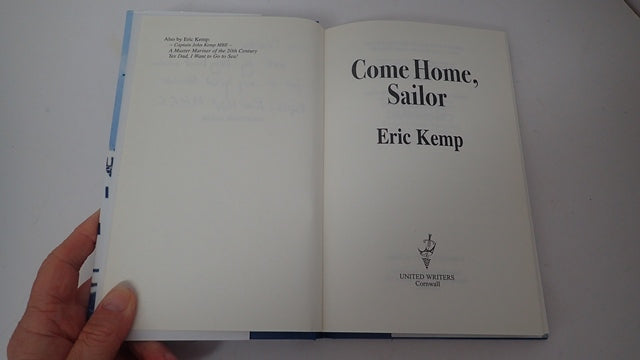 Also by Eric Kemp:
~ Captain John Kemp MBE ~
A Master Mariner of the 20th Century
Yes Dad, I Want to Go to Sea!
Come Home,
Sailor
Eric Kemp
UNITED WRITERS
Cornwall